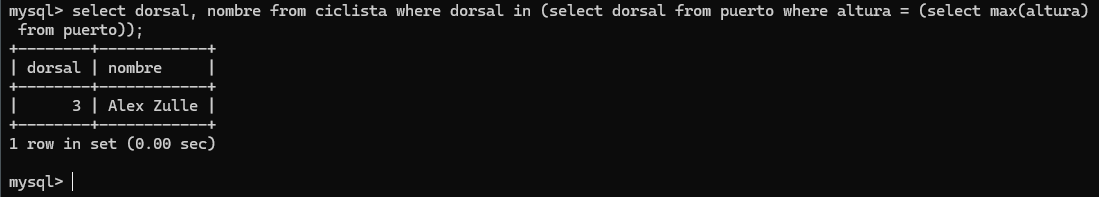 mysql> select dorsal, nombre from ciclista where dorsal in (select dorsal from puerto where altura = (select max(altura)
 from puerto));
+--------+------------+
| dorsal | nombre     |
+--------+------------+
|      3 | Alex Zulle |
+--------+------------+
1 row in set (0.00 sec)

mysql>